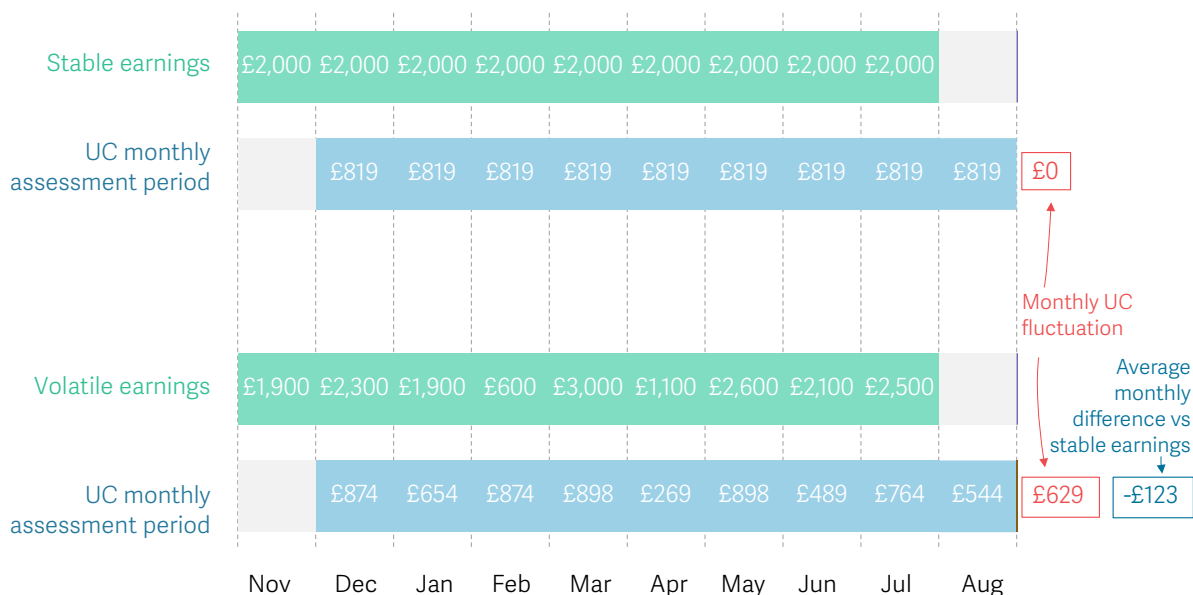 Stable earnings £2,000 £2,000 £2,000 £2,000 £2,000 £2,000 £2,000 £2,000 £2,000
UC monthly
assessment period
£819 £819 £819 £819 £819 £819 £819 £819 £819 £0
Monthly UC
fluctuation
Volatile earnings £1,900 £2,300 £1,900 £600 £3,000 £1,100 £2,600 £2,100 £2,500
Average
monthly
difference vs
stable earnings
UC monthly
assessment period
£874 £654 £874 £898 £269 £898 £489 £764 £544 £629 -£123
Nov Dec Jan Feb Mar Apr May Jun Jul Aug